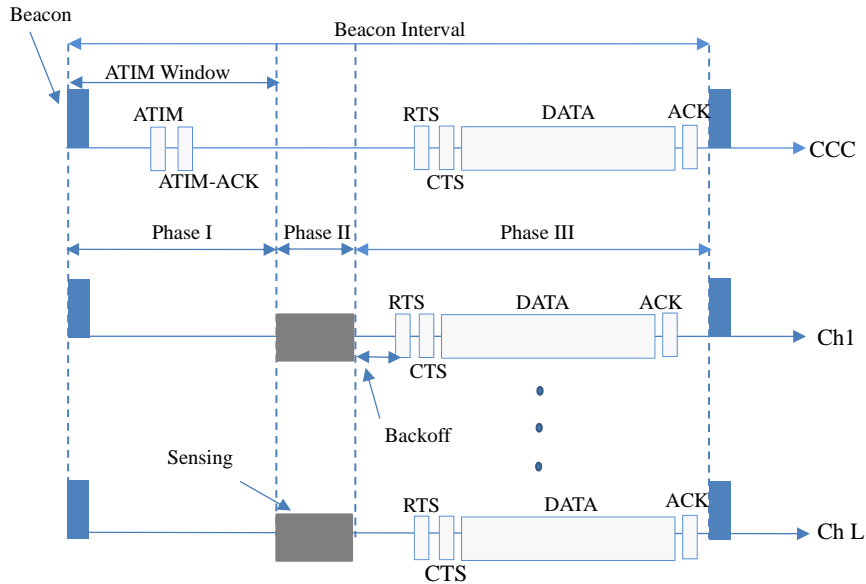 Beacon
Beacon Interval
ATIM Window
ATIM
RTS
DATA
ACK
CCC
ATIM-ACK
CTS
Phase I
Phase II
Phase III
RTS
DATA
ACK
Ch1
CTS
Backoff
Sensing
RTS
DATA
ACK
Ch L
CTS